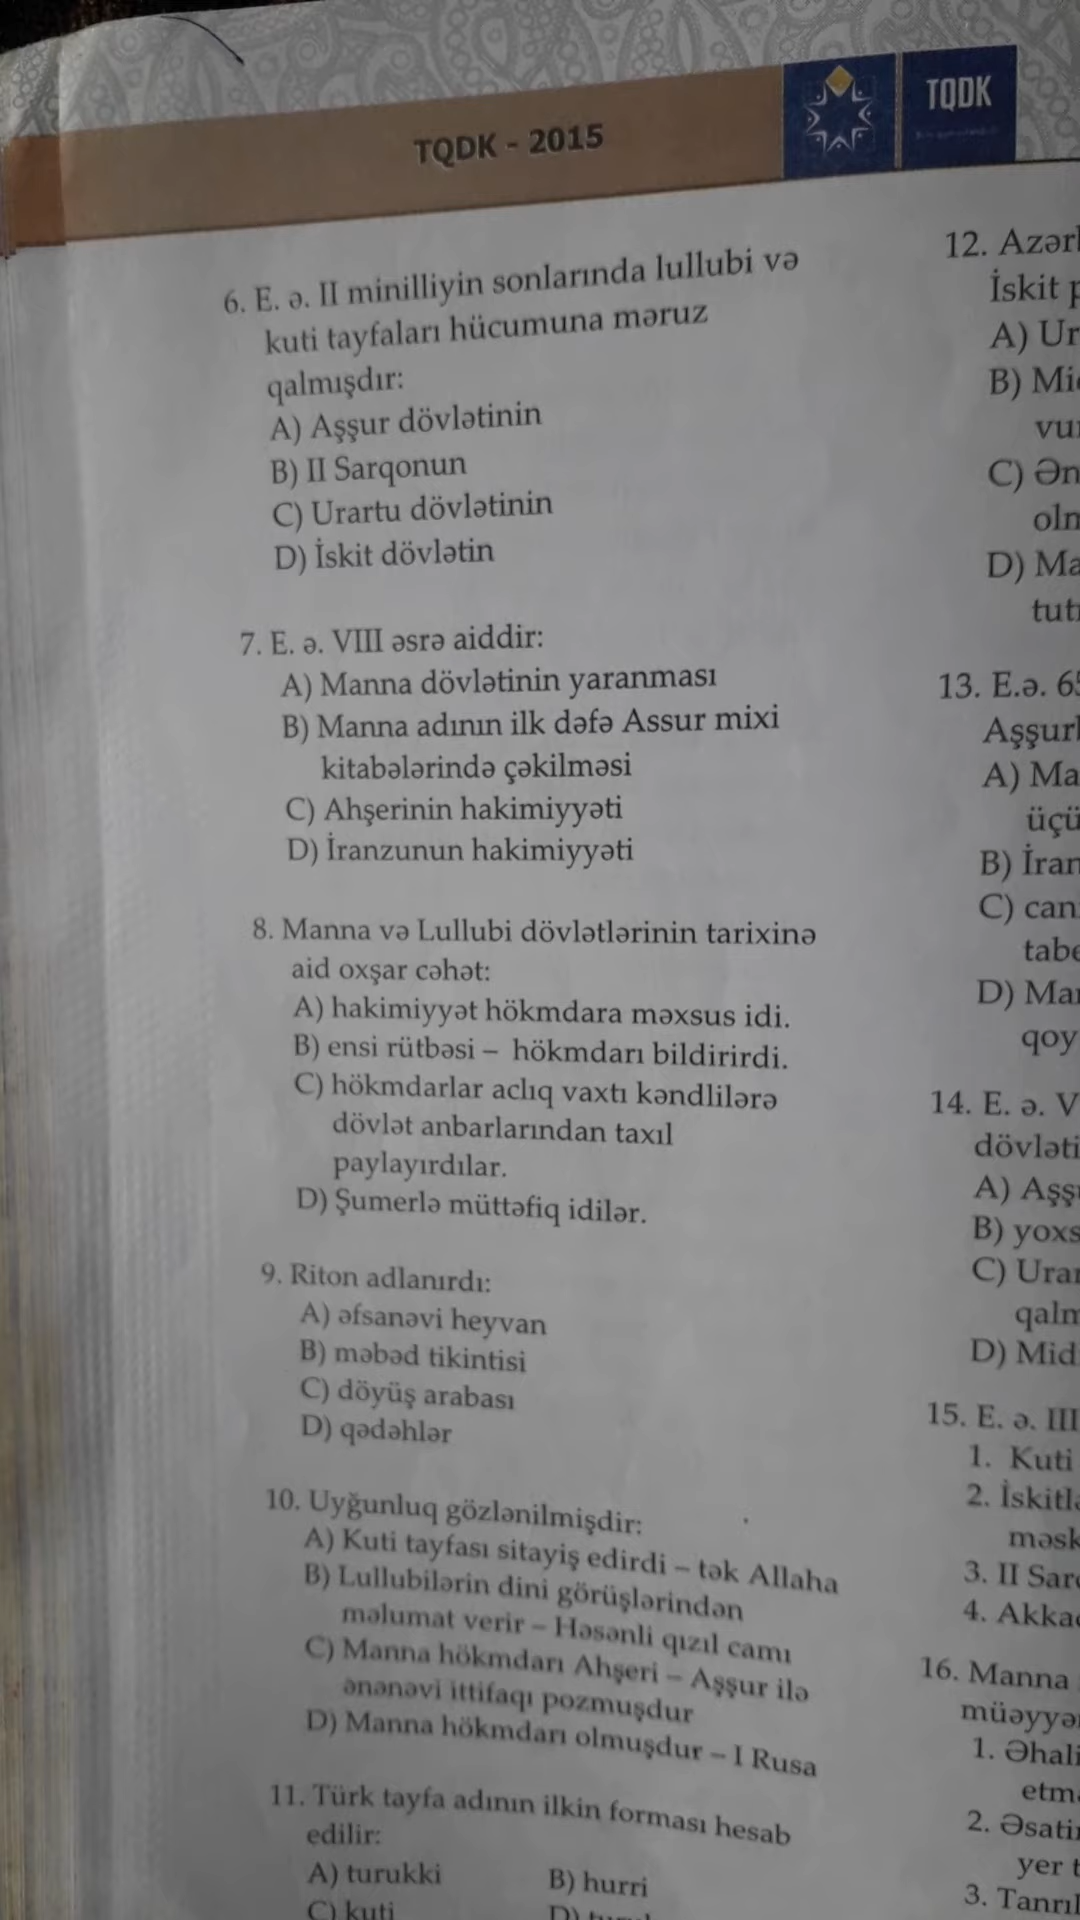 TQDK - 2015
TQDK
6. E. ə. II minilliyin sonlarında lullubi və
kuti tayfaları hücumuna məruz
qalmışdır:
A) Aşşur dövlətinin
B) II Sarqonun
C) Urartu dövlətinin
D) İskit dövlətin
7. E. ə. VIII əsrə aiddir:
A) Manna dövlətinin yaranması
B) Manna adının ilk dəfə Assur mixi
kitabələrində çəkilməsi
C) Ahşerinin hakimiyyəti
D) İranzunun hakimiyyəti
8. Manna və Lullubi dövlətlərinin tarixinə
aid oxşar cəhət:
A) hakimiyyət hökmdara məxsus idi.
B) ensi rütbəsi – hökmdarı bildirirdi.
C) hökmdarlar aclıq vaxtı kəndlilərə
dövlət anbarlarından taxıl
paylayırdılar.
D) Şumerlə müttəfiq idilər.
9. Riton adlanırdı:
A) əfsanəvi heyvan
B) məbəd tikintisi
C) döyüş arabası
D) qədəhlər
10. Uyğunluq gözlənilmişdir:
A) Kuti tayfası sitayiş edirdi – tək Allaha
B) Lullubilərin dini görüşlərindən
məlumat verir – Həsənli qızıl camı
C) Manna hökmdarı Ahşeri – Aşşur ilə
ənənəvi ittifaqı pozmuşdur
D) Manna hökmdarı olmuşdur – I Rusa
11. Türk tayfa adının ilkin forması hesab
edilir:
A) turukki B) hurri
C) kuti D)
12.
İskit
A)
B)
C)
D)
13. E.ə.
A)
B)
C)
D)
14. E. ə.
A)
B)
C)
D)
15. E. ə. III
1. Kuti
2.
3. II
4.
16. Manna
1.
2.
yer
3.